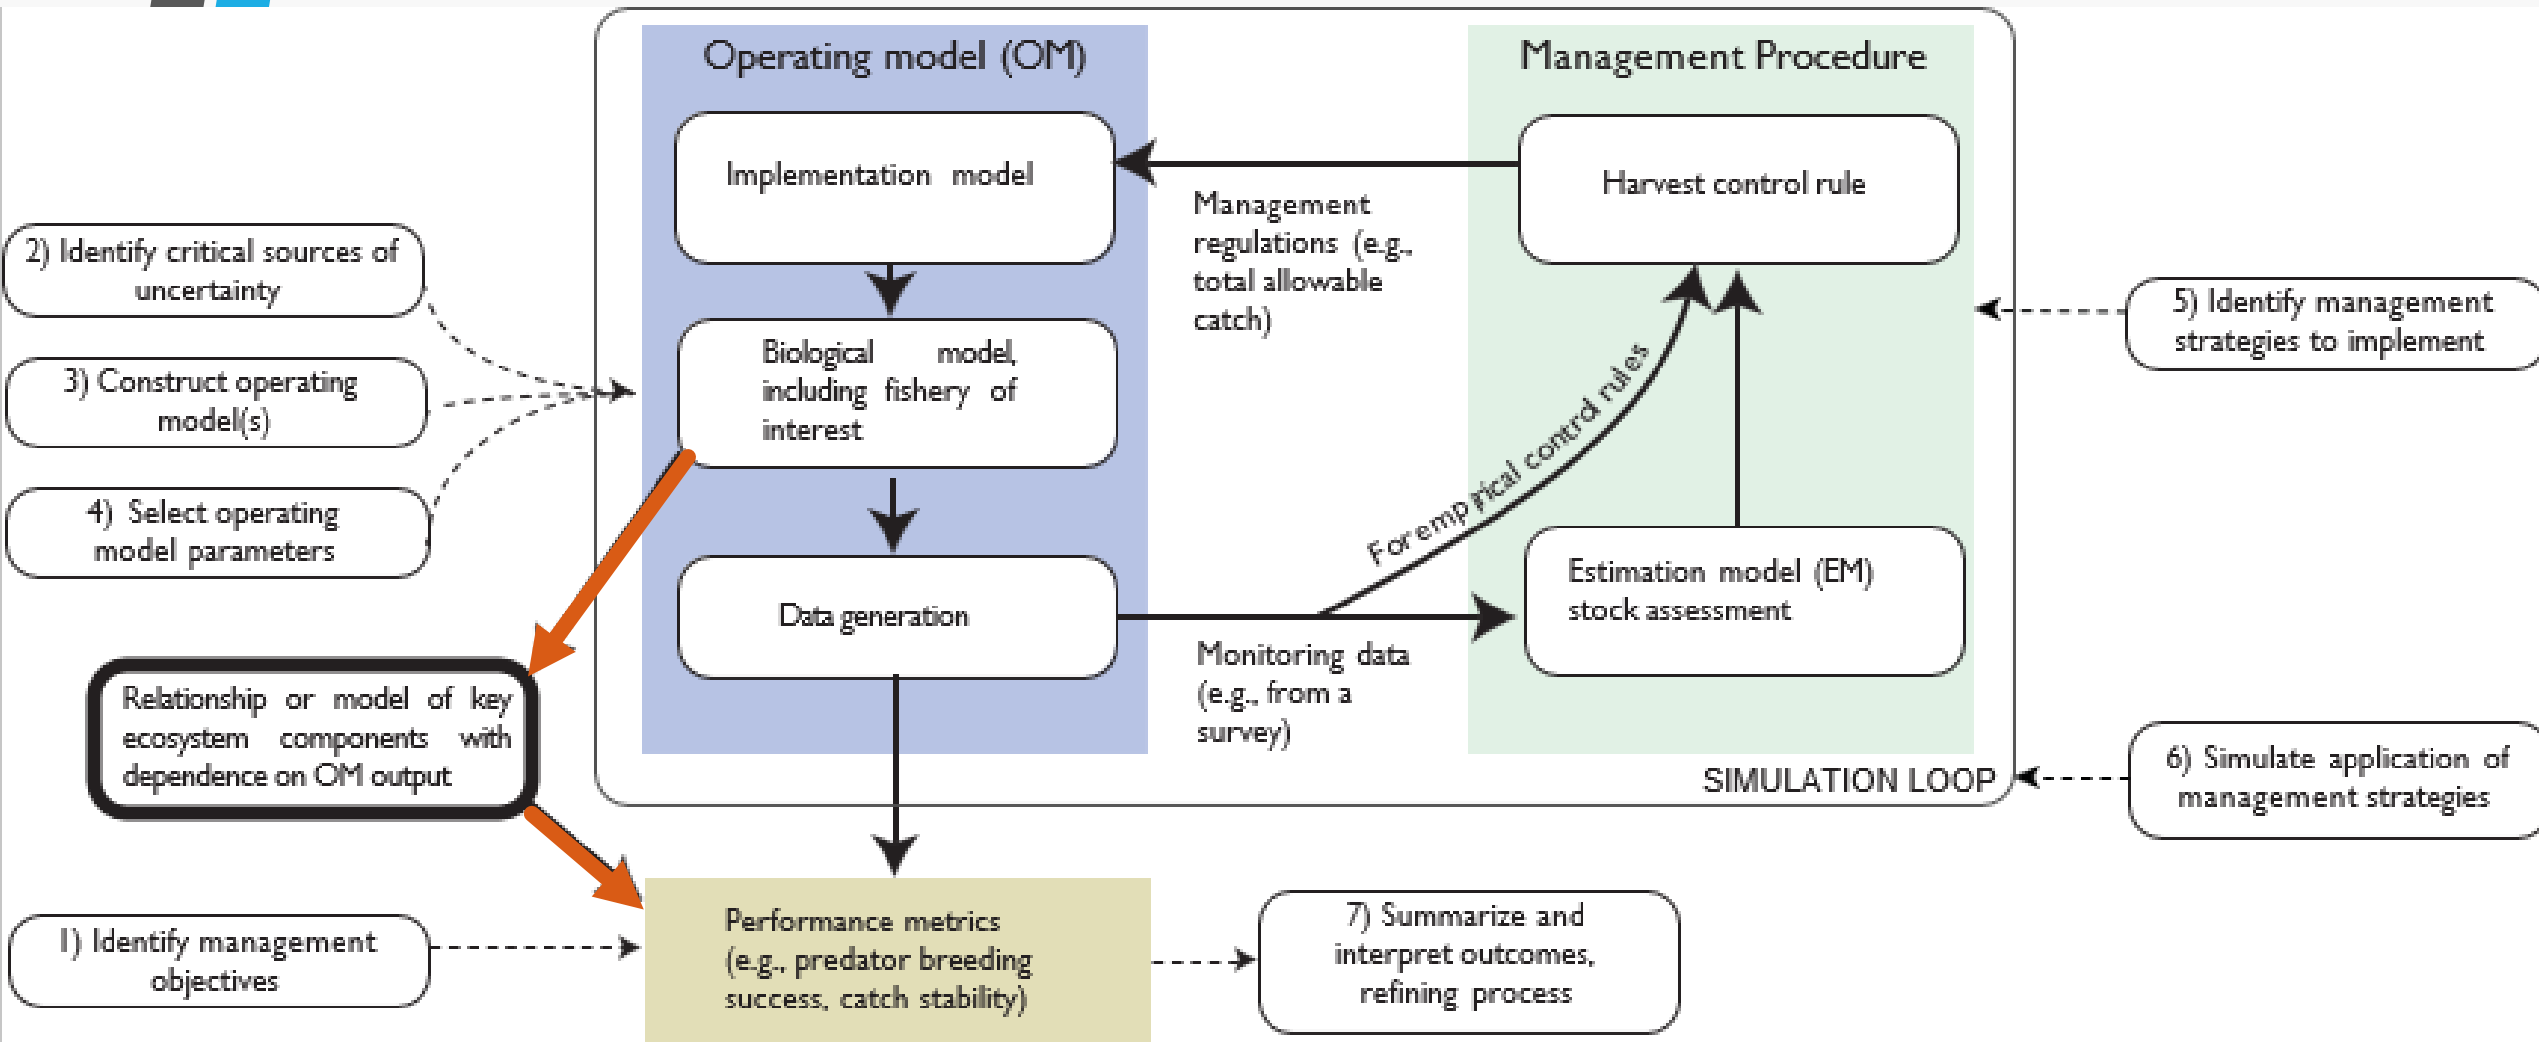 Operating model (OM)
Management Procedure
Implementation model
Harvest control rule
Management
regulations (e.g.,
total allowable
catch)
2) Identify critical sources of
uncertainty
3) Construct operating
model(s)
4) Select operating
model parameters
Biological model,
including fishery of
interest
5) Identify management
strategies to implement
For empirical control rules
Data generation
Estimation model (EM)
stock assessment
Monitoring data
(e.g., from a
survey)
Relationship or model of key
ecosystem components with
dependence on OM output
SIMULATION LOOP
6) Simulate application of
management strategies
1) Identify management
objectives
Performance metrics
(e.g., predator breeding
success, catch stability)
7) Summarize and
interpret outcomes,
refining process